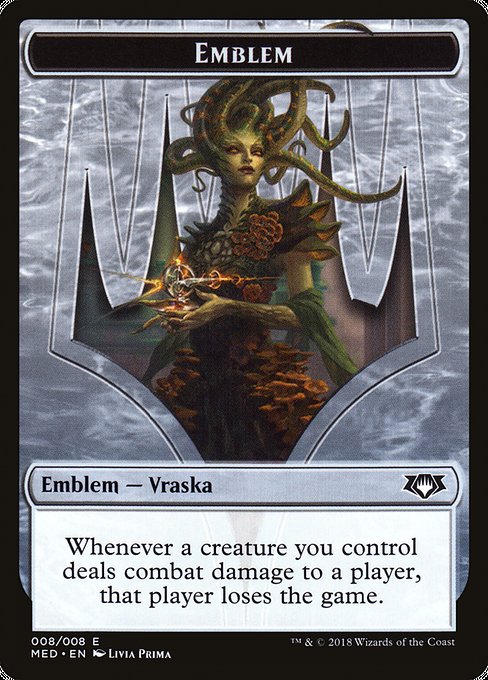 EMBLEM
Emblem — Vraska
Whenever a creature you control
deals combat damage to a player,
that player loses the game.
008/008 E
MED • EN LIVIA PRIMA
™ & © 2018 Wizards of the Coast